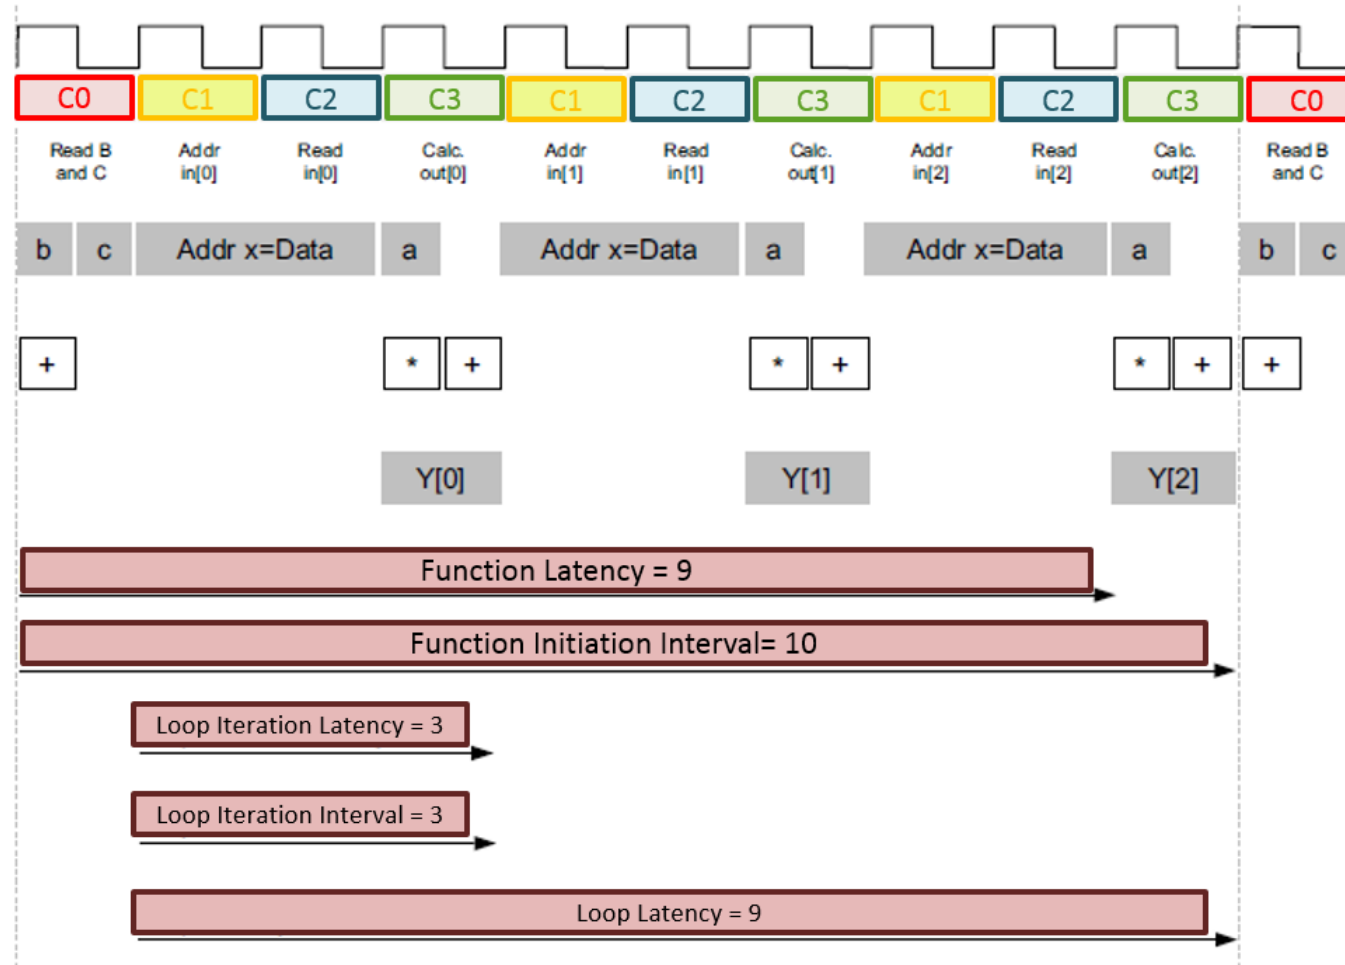 C0 C1 C2 C3 C1 C2 C3 C1 C2 C3 C0
Read B Addr Read Calc. Addr Read Calc. Addr Read Calc. Read B
and C in[0] in[0] out[0] in[1] in[1] out[1] in[2] in[2] out[2] and C
b c Addr x=Data a Addr x=Data a Addr x=Data a b c
+ * + * + * + +
Y[0] Y[1] Y[2]
Function Latency = 9
Function Initiation Interval= 10
Loop Iteration Latency = 3
Loop Iteration Interval = 3
Loop Latency = 9